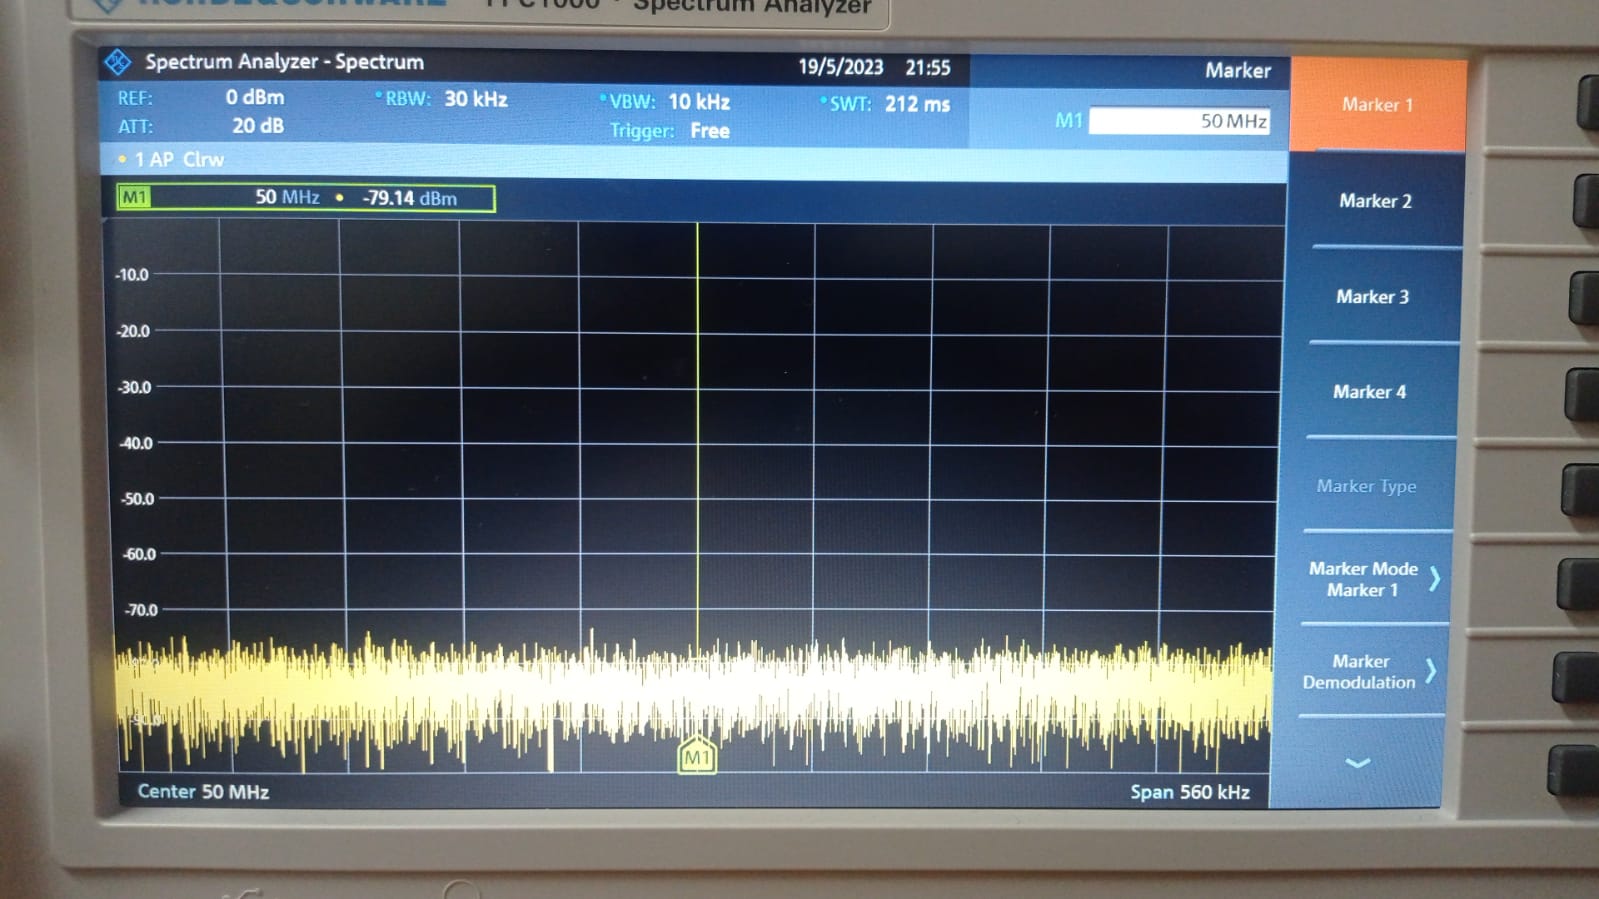 ROHDE&SCHWARZ FPC1000 · Spectrum Analyzer
Spectrum Analyzer - Spectrum 19/5/2023 21:55 Marker
REF: 0 dBm RBW: 30 kHz VBW: 10 kHz SWT: 212 ms
ATT: 20 dB Trigger: Free M1 50 MHz
1 AP Clrw
M1 50 MHz • -79.14 dBm
Marker 1
Marker 2
Marker 3
Marker 4
Marker Type
Marker Mode
Marker 1
Marker
Demodulation
-10.0
-20.0
-30.0
-40.0
-50.0
-60.0
-70.0
-90.0
M1
Center 50 MHz Span 560 kHz